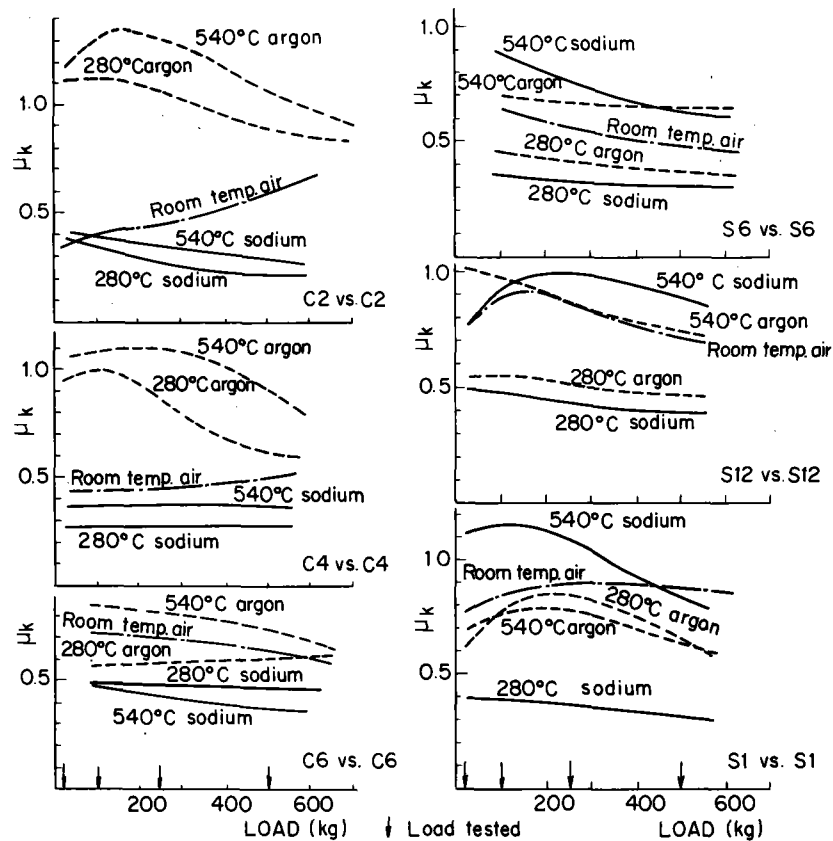 540°C argon
280°C argon
1.0
μk
Room temp. air
0.5
540°C sodium
280°C sodium
C2 vs. C2
540°C argon
1.0
280°C argon
μk
0.5
Room temp. air
540°C sodium
280°C sodium
C4 vs. C4
540°C argon
Room temp. air
μk
280°C argon
0.5
280°C sodium
540°C sodium
C6 vs. C6
200 400 600
LOAD (kg)
Load tested
1.0
540°C sodium
μk
540°C argon
Room temp. air
0.5
280°C argon
280°C sodium
S6 vs. S6
1.0
540°C sodium
μk
540°C argon
Room temp. air
0.5
280°C argon
280°C sodium
S12 vs. S12
540°C sodium
1.0
Room temp. air
μk
280°C argon
540°C argon
0.5
280°C sodium
S1 vs. S1
200 400 600
LOAD (kg)